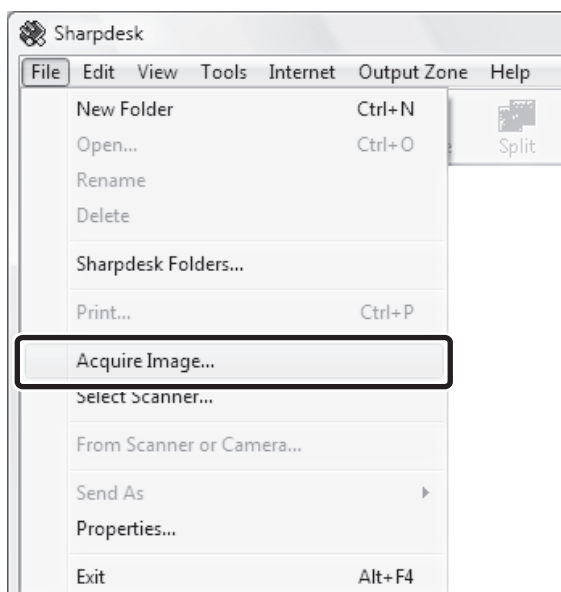 Sharpdesk
File Edit View Tools Internet Output Zone Help
New Folder Ctrl+N
Open... Ctrl+O
Split
Rename
Delete
Sharpdesk Folders...
Print... Ctrl+P
Acquire Image...
Select Scanner...
From Scanner or Camera...
Send As
Properties...
Exit Alt+F4